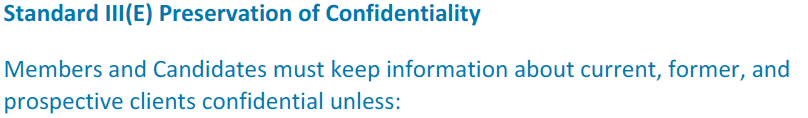 Standard III(E) Preservation of Confidentiality
Members and Candidates must keep information about current, former, and
prospective clients confidential unless: